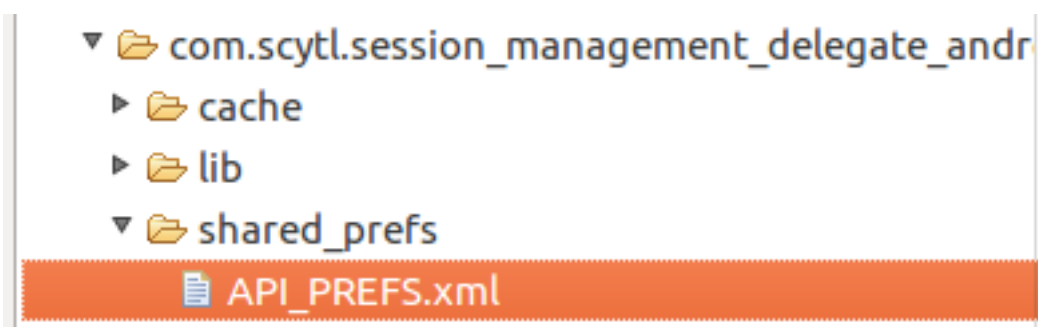 com.scytl.session_management_delegate_andr
cache
lib
shared_prefs
API_PREFS.xml